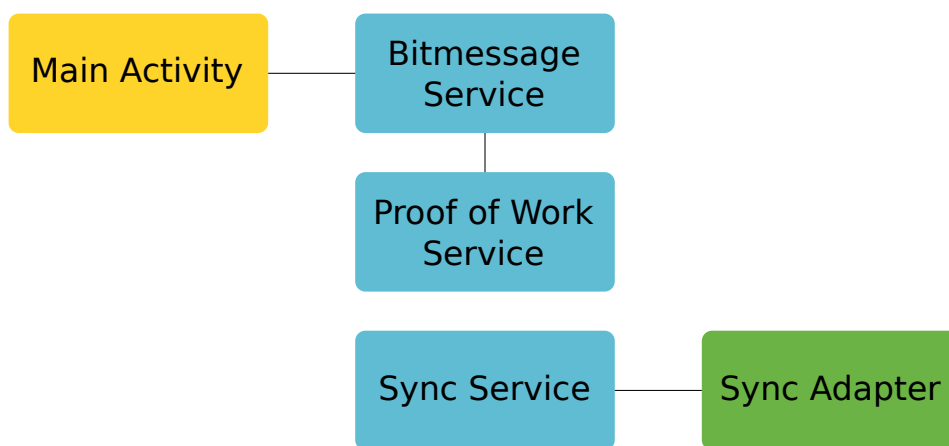 Main Activity
Bitmessage
Service
Proof of Work
Service
Sync Service
Sync Adapter